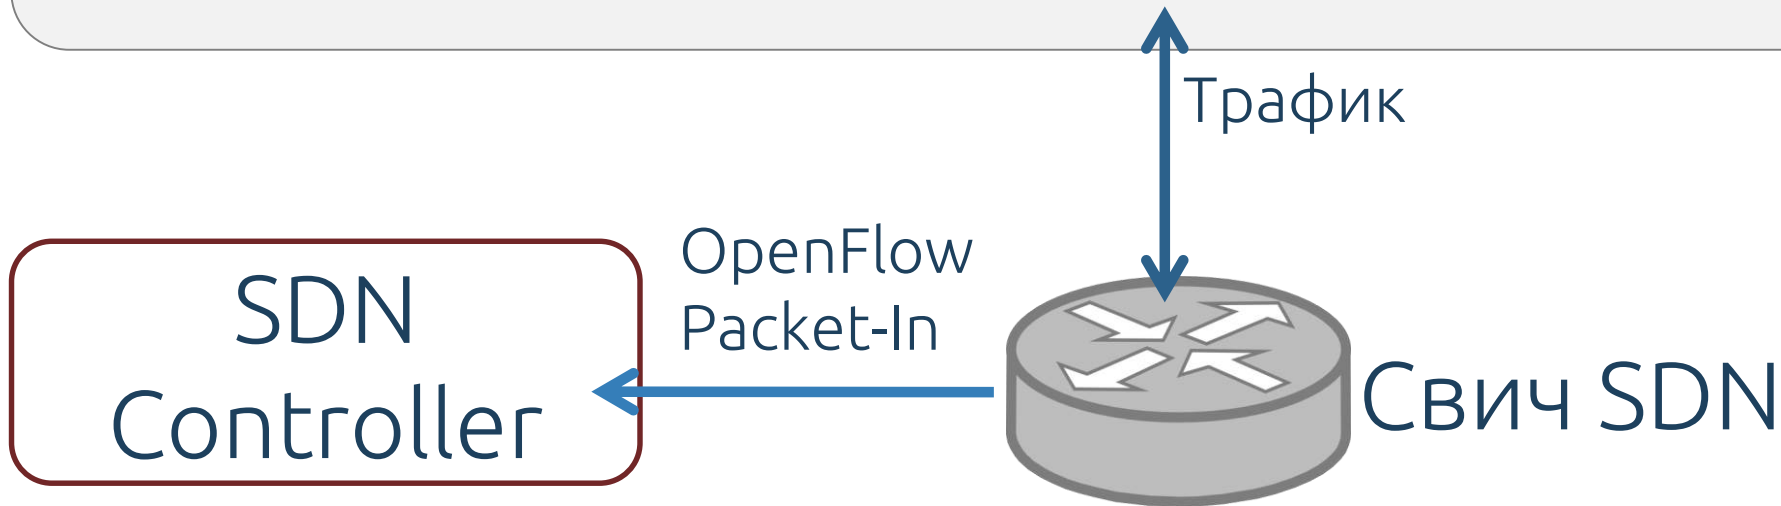 Трафик
OpenFlow
Packet-In
SDN
Controller
Свич SDN